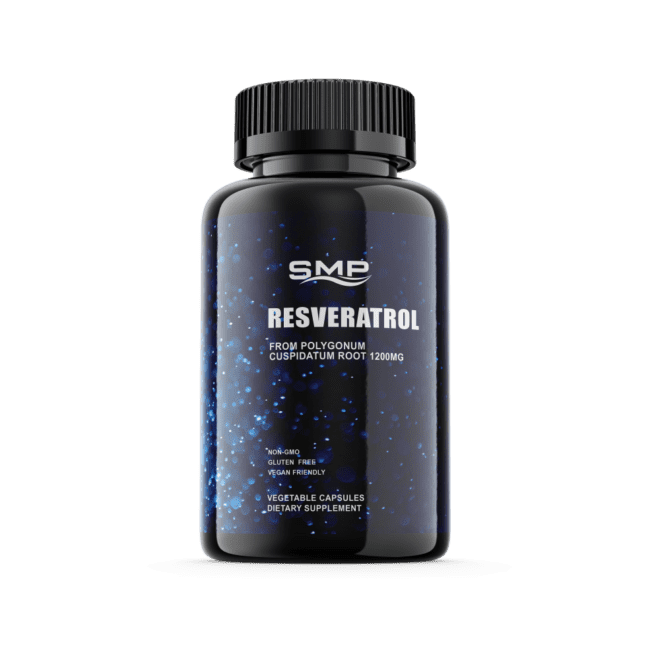 SMP
RESVERATROL
FROM POLYGONUM
CUSPIDATUM ROOT 1200MG
NON-GMO
GLUTEN FREE
VEGAN FRIENDLY
VEGETABLE CAPSULES
DIETARY SUPPLEMENT